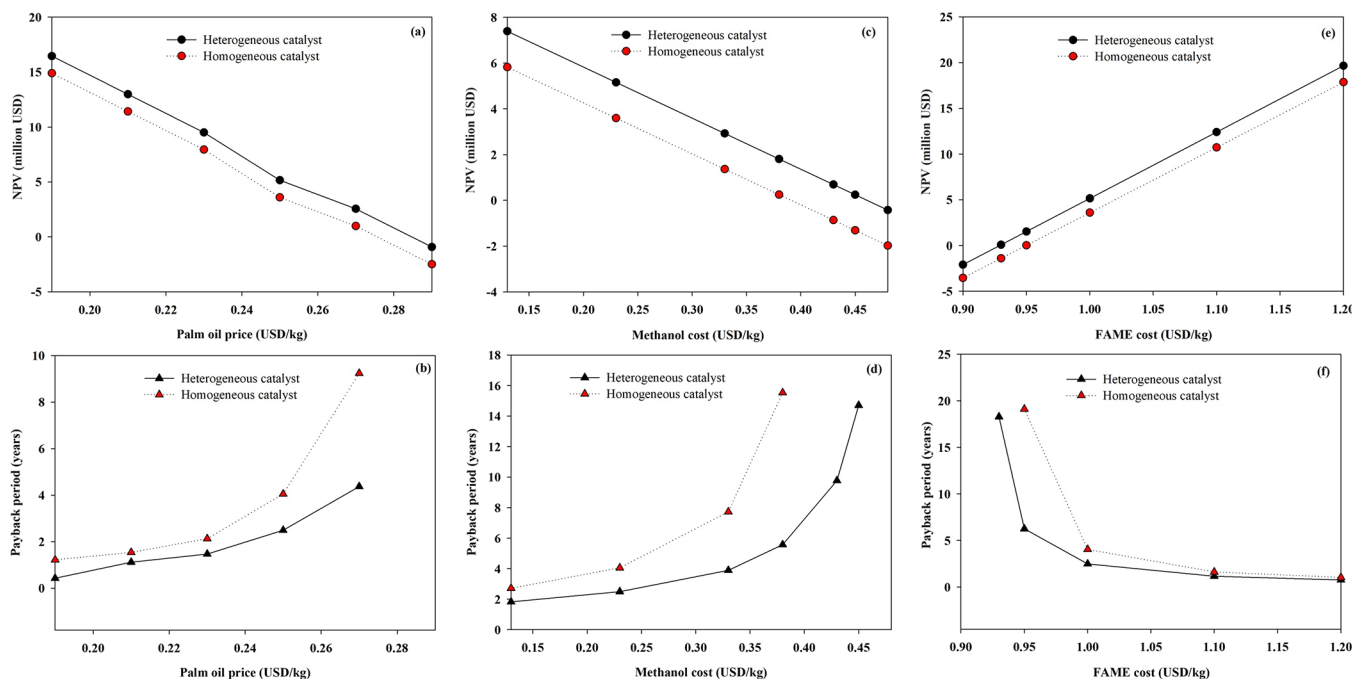 (a)
Heterogeneous catalyst
Homogeneous catalyst
NPV (million USD)
20
15
10
5
0
-5
0.20
0.22
0.24
0.26
0.28
Palm oil price (USD/kg)
(c)
Heterogeneous catalyst
Homogeneous catalyst
NPV (million USD)
8
6
4
2
0
-2
-4
0.15
0.20
0.25
0.30
0.35
0.40
0.45
Methanol cost (USD/kg)
(e)
Heterogeneous catalyst
Homogeneous catalyst
NPV (million USD)
25
20
15
10
5
0
-5
0.90
0.95
1.00
1.05
1.10
1.15
1.20
FAME cost (USD/kg)
(b)
Heterogeneous catalyst
Homogeneous catalyst
Payback period (years)
10
8
6
4
2
0
0.20
0.22
0.24
0.26
0.28
Palm oil price (USD/kg)
(d)
Heterogeneous catalyst
Homogeneous catalyst
Payback period (years)
18
16
14
12
10
8
6
4
2
0
0.15
0.20
0.25
0.30
0.35
0.40
0.45
Methanol cost (USD/kg)
(f)
Heterogeneous catalyst
Homogeneous catalyst
Payback period (years)
25
20
15
10
5
0
0.90
0.95
1.00
1.05
1.10
1.15
1.20
FAME cost (USD/kg)